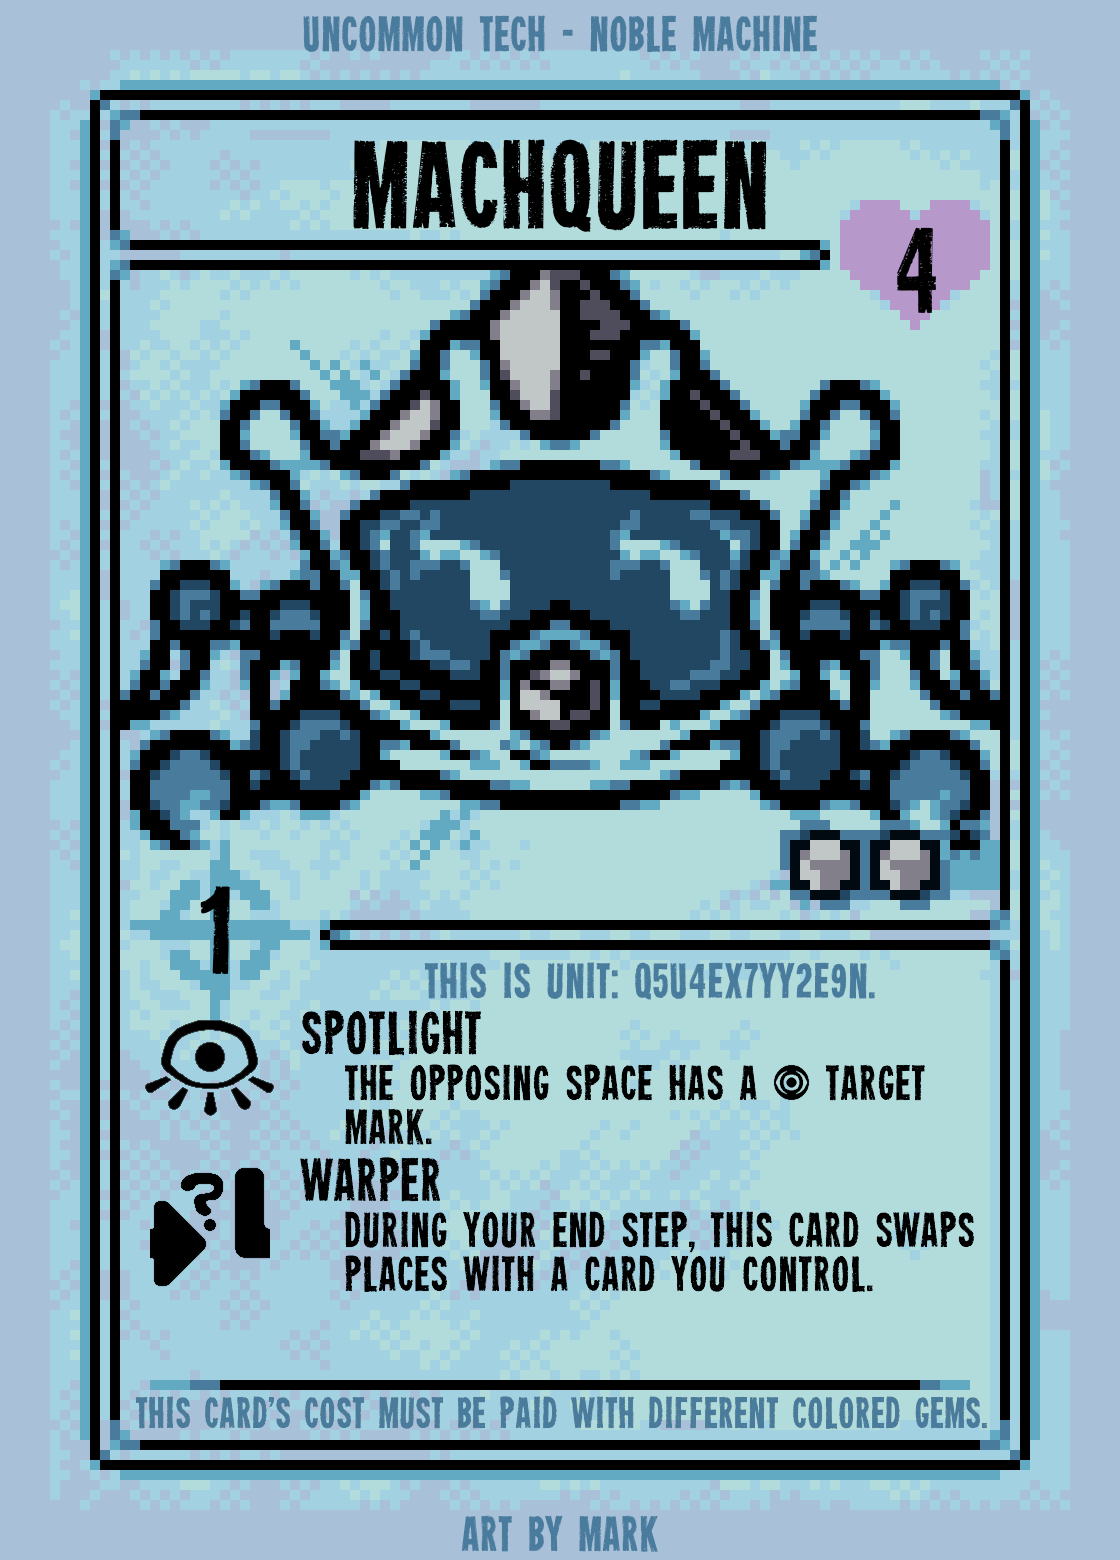 UNCOMMON TECH - NOBLE MACHINE
MACHQUEEN
4
1
THIS IS UNIT: Q5U4EX7YY2E9N.
SPOTLIGHT
THE OPPOSING SPACE HAS A TARGET
MARK.
WARPER
?
DURING YOUR END STEP, THIS CARD SWAPS
PLACES WITH A CARD YOU CONTROL.
THIS CARD'S COST MUST BE PAID WITH DIFFERENT COLORED GEMS.
ART BY MARK